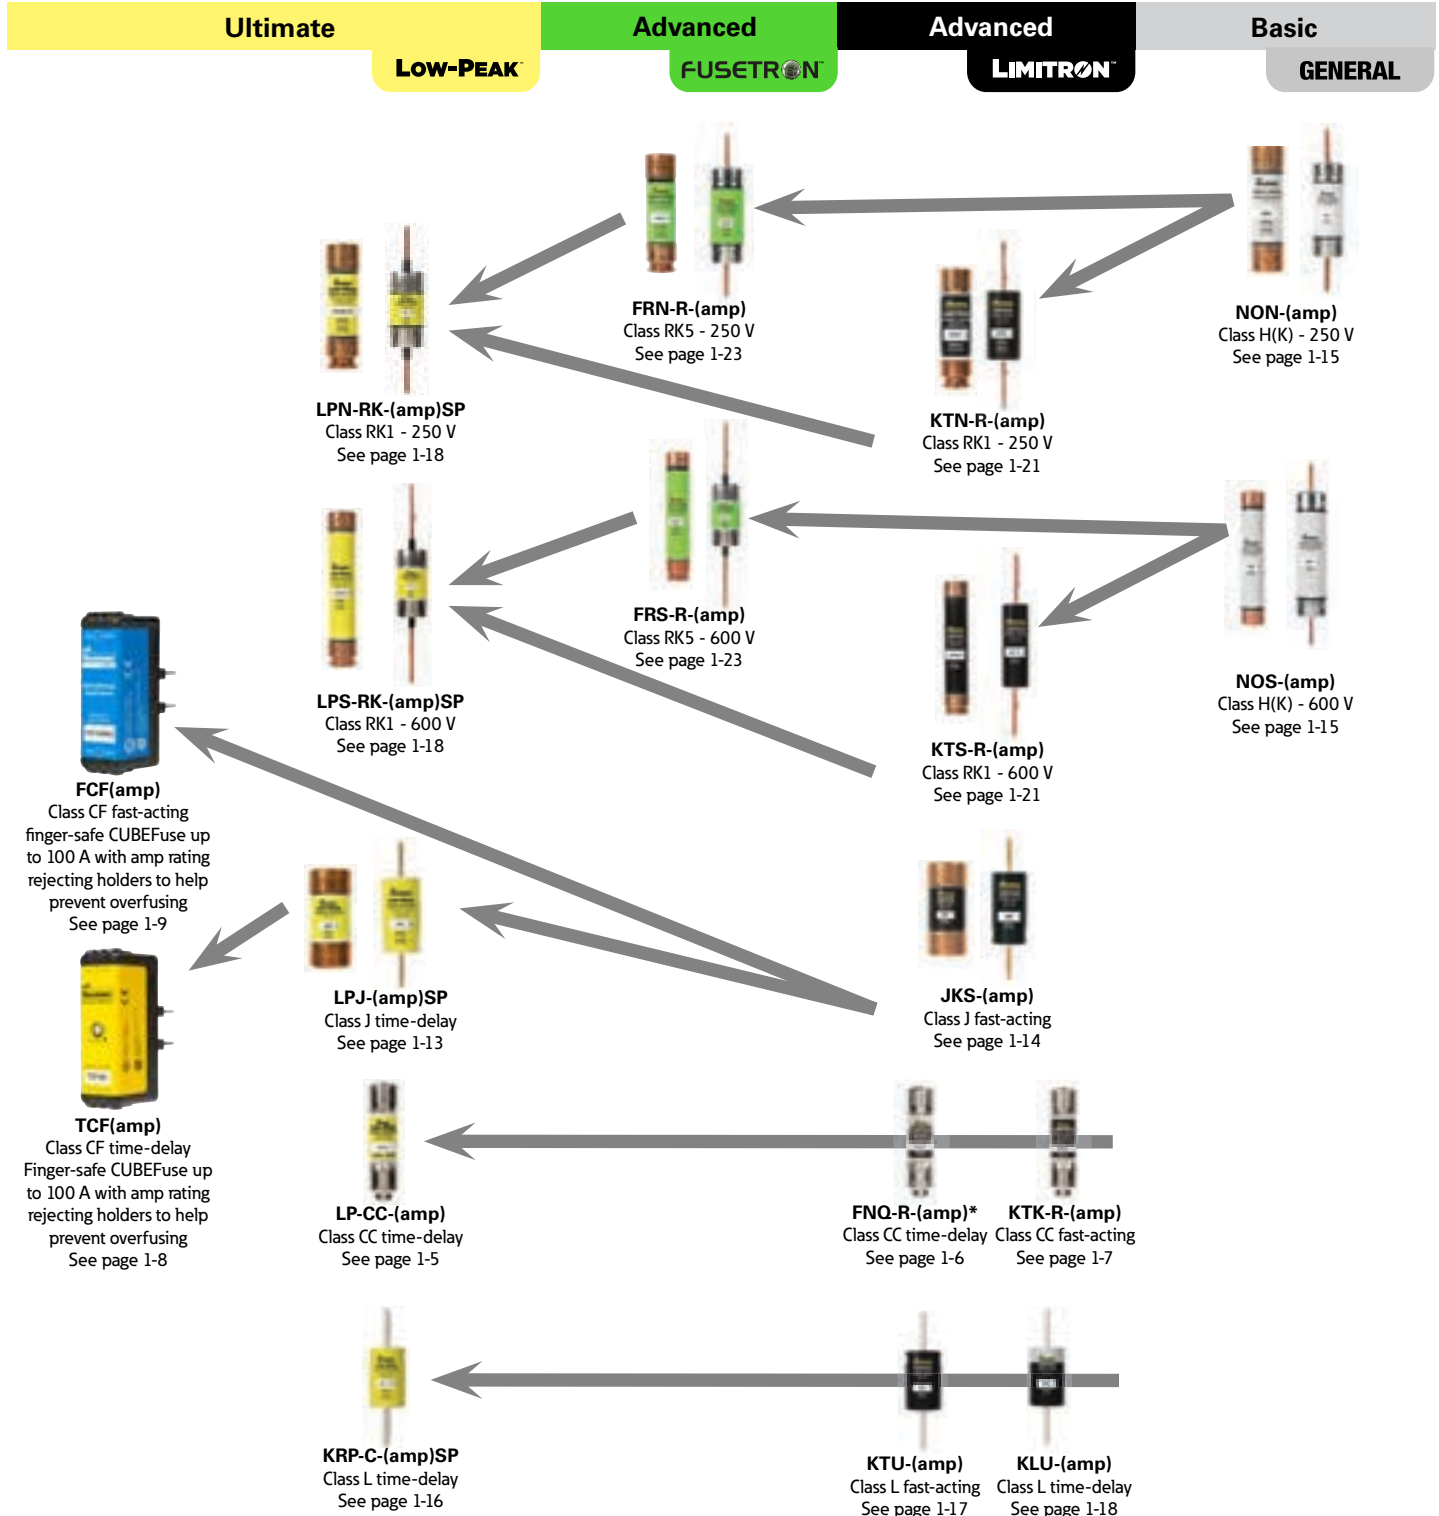 Ultimate
Advanced
Advanced
Basic
LOW-PEAK™
FUSETRON™
LIMITRON™
GENERAL
FRN-R-(amp)
Class RK5 - 250 V
See page 1-23
NON-(amp)
Class H(K) - 250 V
See page 1-15
LPN-RK-(amp)SP
Class RK1 - 250 V
See page 1-18
KTN-R-(amp)
Class RK1 - 250 V
See page 1-21
FRS-R-(amp)
Class RK5 - 600 V
See page 1-23
NOS-(amp)
Class H(K) - 600 V
See page 1-15
LPS-RK-(amp)SP
Class RK1 - 600 V
See page 1-18
KTS-R-(amp)
Class RK1 - 600 V
See page 1-21
FCF(amp)
Class CF fast-acting
finger-safe CUBEFuse up
to 100 A with amp rating
rejecting holders to help
prevent overfusing
See page 1-9
LPJ-(amp)SP
Class J time-delay
See page 1-13
JKS-(amp)
Class J fast-acting
See page 1-14
TCF(amp)
Class CF time-delay
Finger-safe CUBEFuse up
to 100 A with amp rating
rejecting holders to help
prevent overfusing
See page 1-8
LP-CC-(amp)
Class CC time-delay
See page 1-5
FNQ-R-(amp)*
Class CC time-delay
See page 1-6
KTK-R-(amp)
Class CC fast-acting
See page 1-7
KRP-C-(amp)SP
Class L time-delay
See page 1-16
KTU-(amp)
Class L fast-acting
See page 1-17
KLU-(amp)
Class L time-delay
See page 1-18